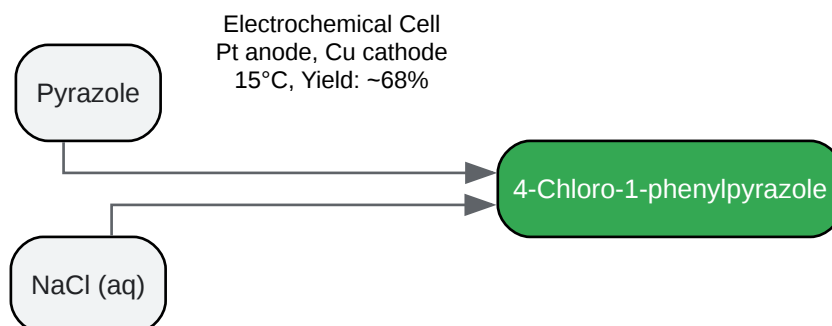 Electrochemical Cell
Pt anode, Cu cathode
15°C, Yield: ~68%
Pyrazole
4-Chloro-1-phenylpyrazole
NaCl (aq)